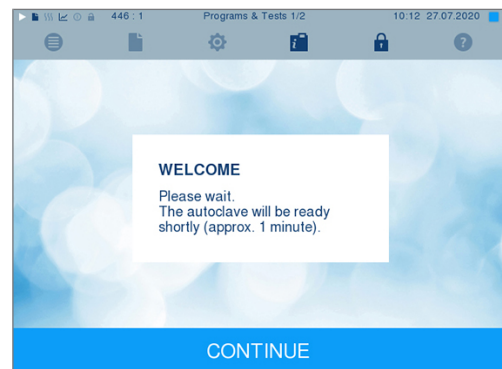 446 : 1 Programs & Tests 1/2 10:12 27.07.2020
i ?
WELCOME
Please wait.
The autoclave will be ready
shortly (approx. 1 minute).
CONTINUE